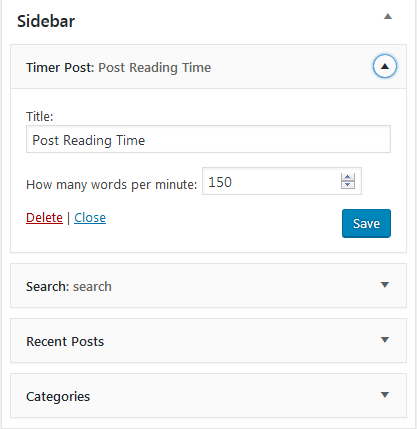 Sidebar
Timer Post: Post Reading Time
Title:
Post Reading Time
How many words per minute: 150
Delete | Close Save
Search: search
Recent Posts
Categories